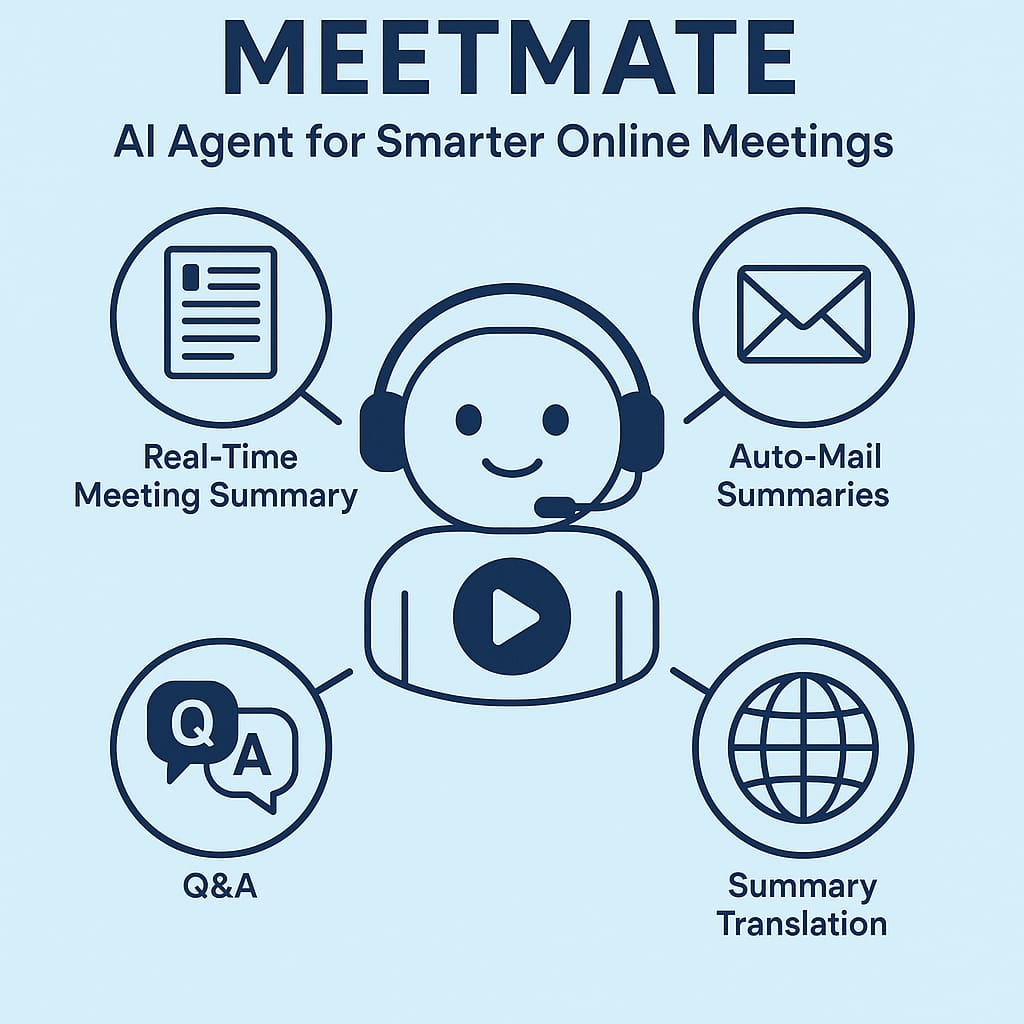 MEETMATE
AI Agent for Smarter Online Meetings
Real-Time
Meeting Summary
Auto-Mail
Summaries
Q
A
Q&A
Summary
Translation